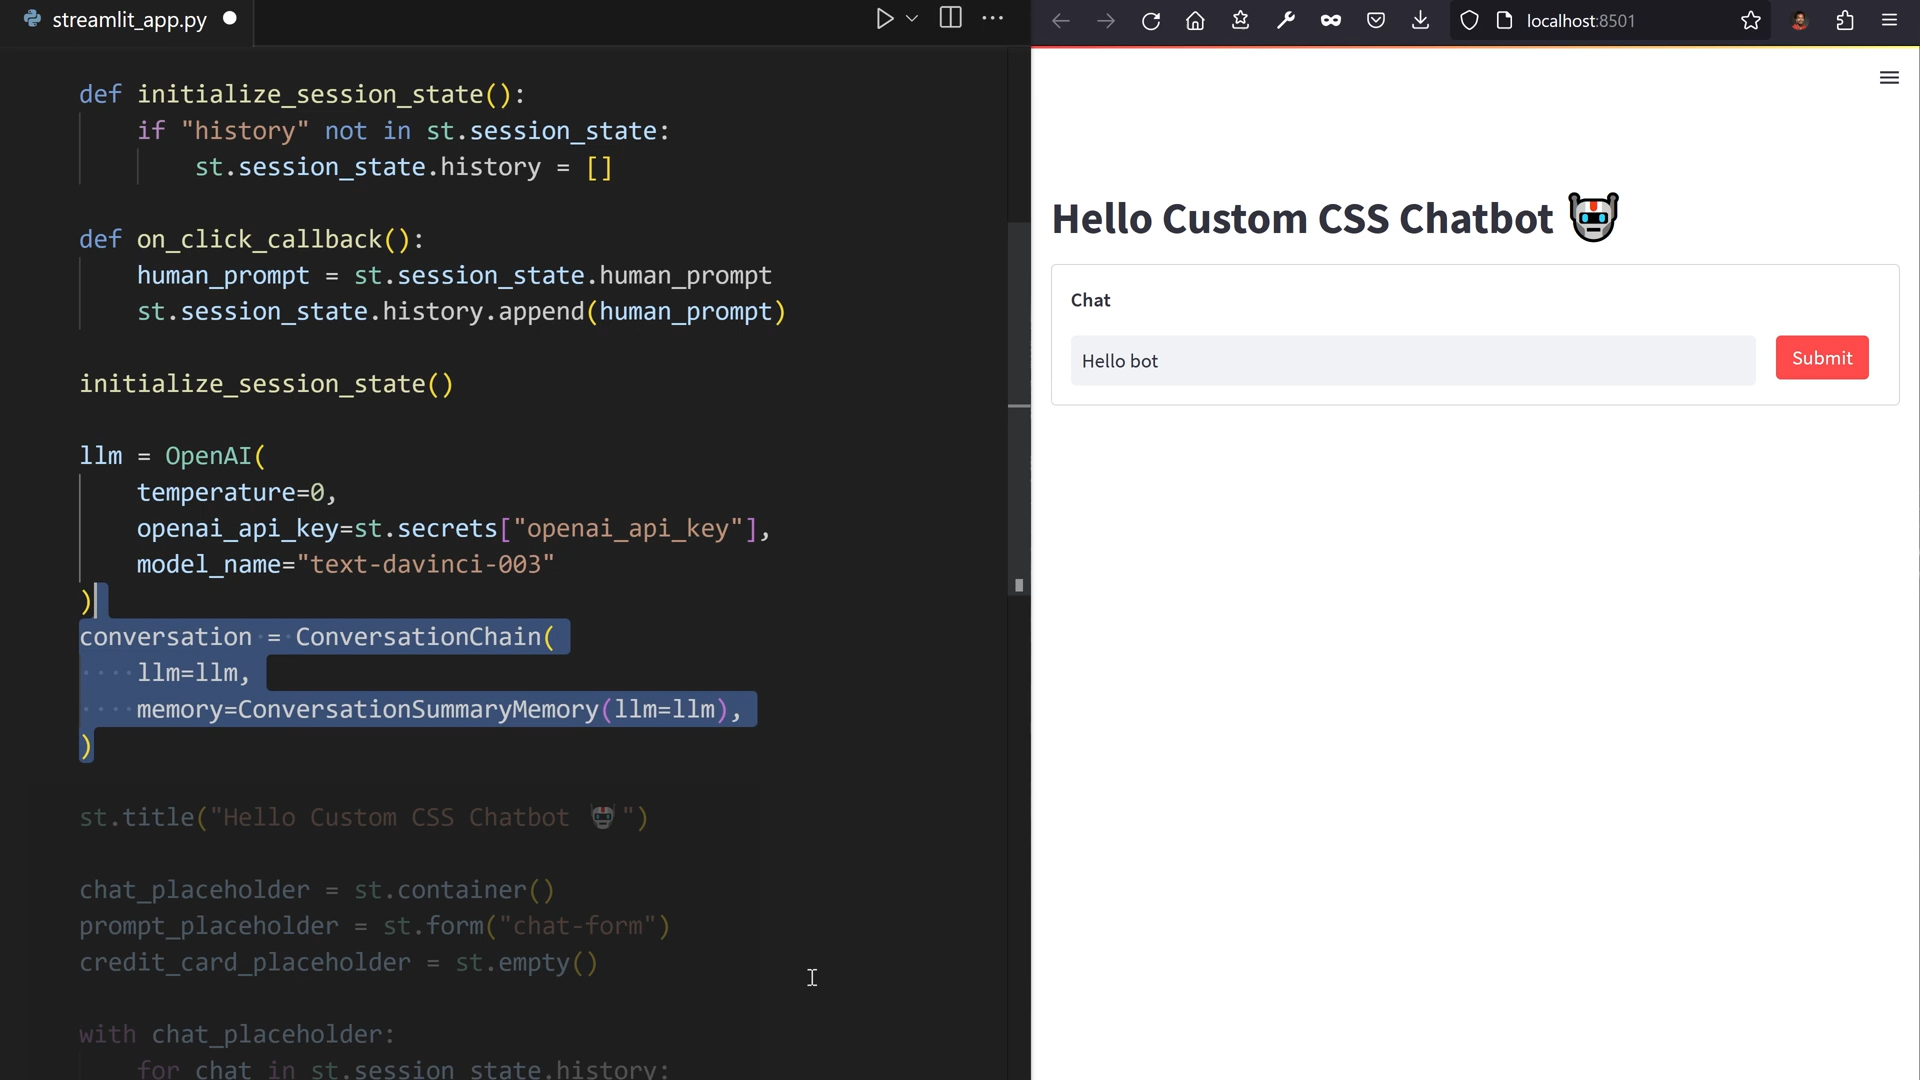 streamlit_app.py
localhost:8501
def initialize_session_state():
if "history" not in st.session_state:
st.session_state.history = []
def on_click_callback():
human_prompt = st.session_state.human_prompt
st.session_state.history.append(human_prompt)
initialize_session_state()
llm = OpenAI(
temperature=0,
openai_api_key=st.secrets["openai_api_key"],
model_name="text-davinci-003"
)
conversation = ConversationChain(
llm=llm,
memory=ConversationSummaryMemory(llm=llm),
)
st.title("Hello Custom CSS Chatbot 🤖")
chat_placeholder = st.container()
prompt_placeholder = st.form("chat-form")
credit_card_placeholder = st.empty()
with chat_placeholder:
for chat in st.session_state.history:
Hello Custom CSS Chatbot 🤖
Chat
Hello bot
Submit